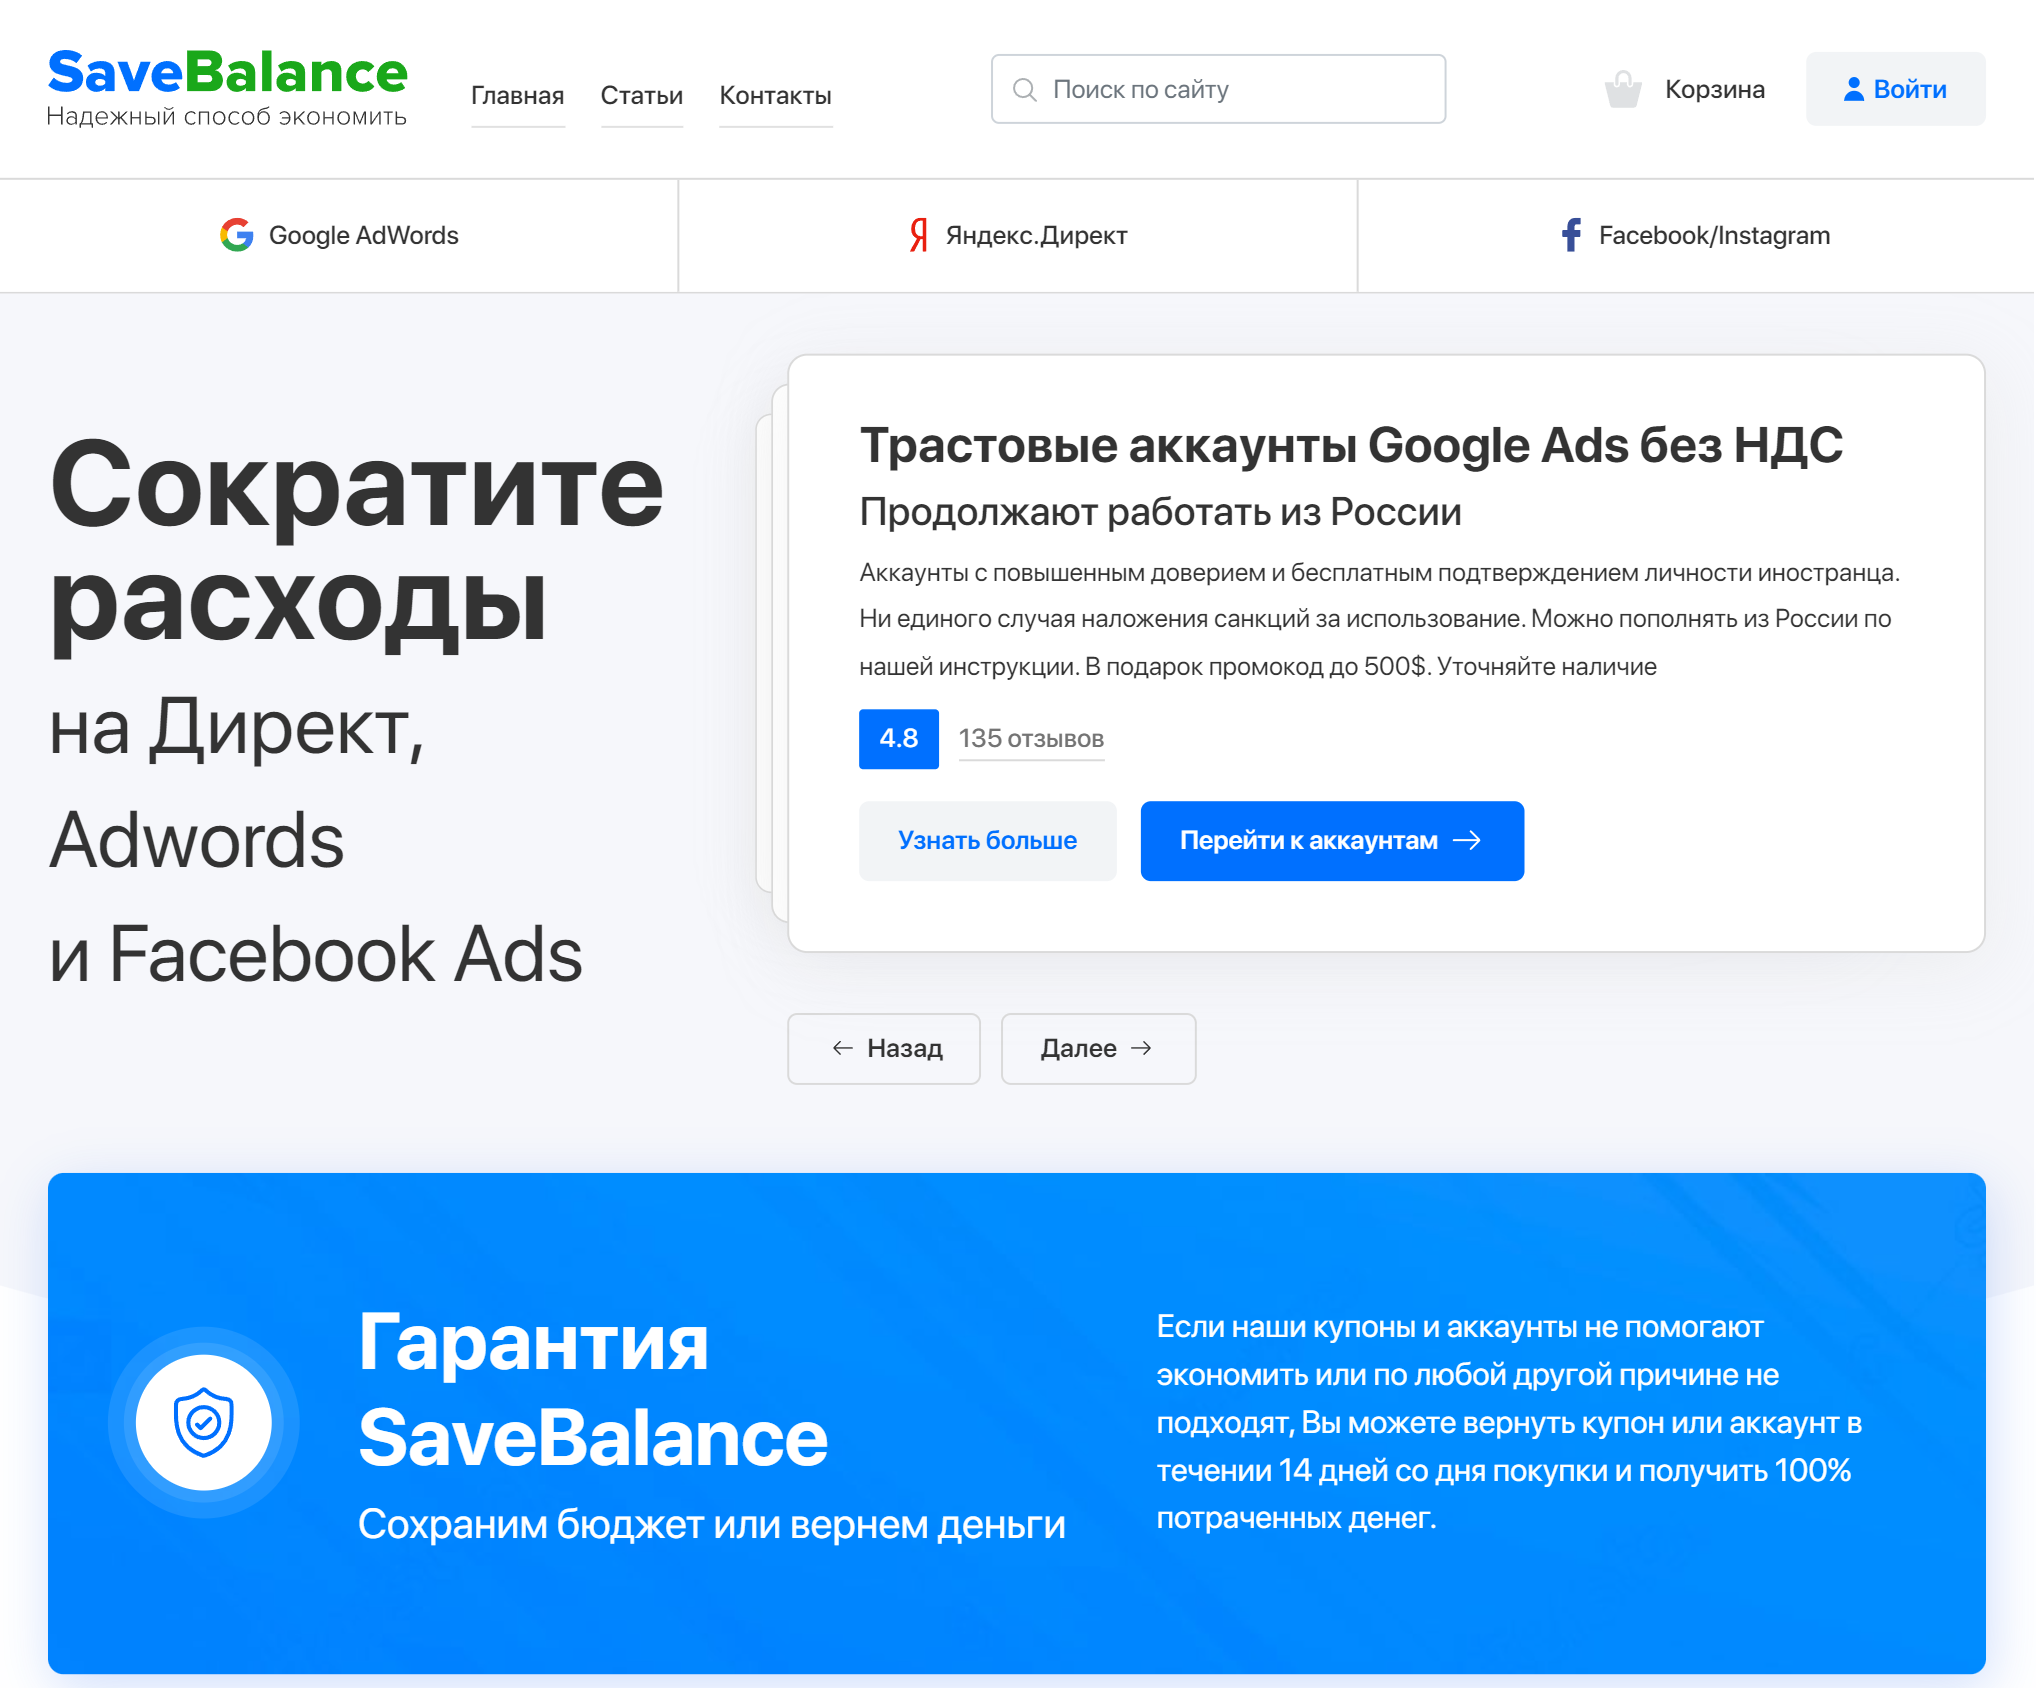 SaveBalance
Надежный способ экономить
Главная
Статьи
Контакты
Поиск по сайту
Корзина
Войти
Google AdWords
Яндекс.Директ
Facebook/Instagram
Сократите
расходы
на Директ,
Adwords
и Facebook Ads
Трастовые аккаунты Google Ads без НДС
Продолжают работать из России
Аккаунты с повышенным доверием и бесплатным подтверждением личности иностранца.
Ни единого случая наложения санкций за использование. Можно пополнять из России по
нашей инструкции. В подарок промокод до 500$. Уточняйте наличие
4.8
135 отзывов
Узнать больше
Перейти к аккаунтам
Назад
Далее
Гарантия
SaveBalance
Сохраним бюджет или вернем деньги
Если наши купоны и аккаунты не помогают
экономить или по любой другой причине не
подходят, Вы можете вернуть купон или аккаунт в
течении 14 дней со дня покупки и получить 100%
потраченных денег.